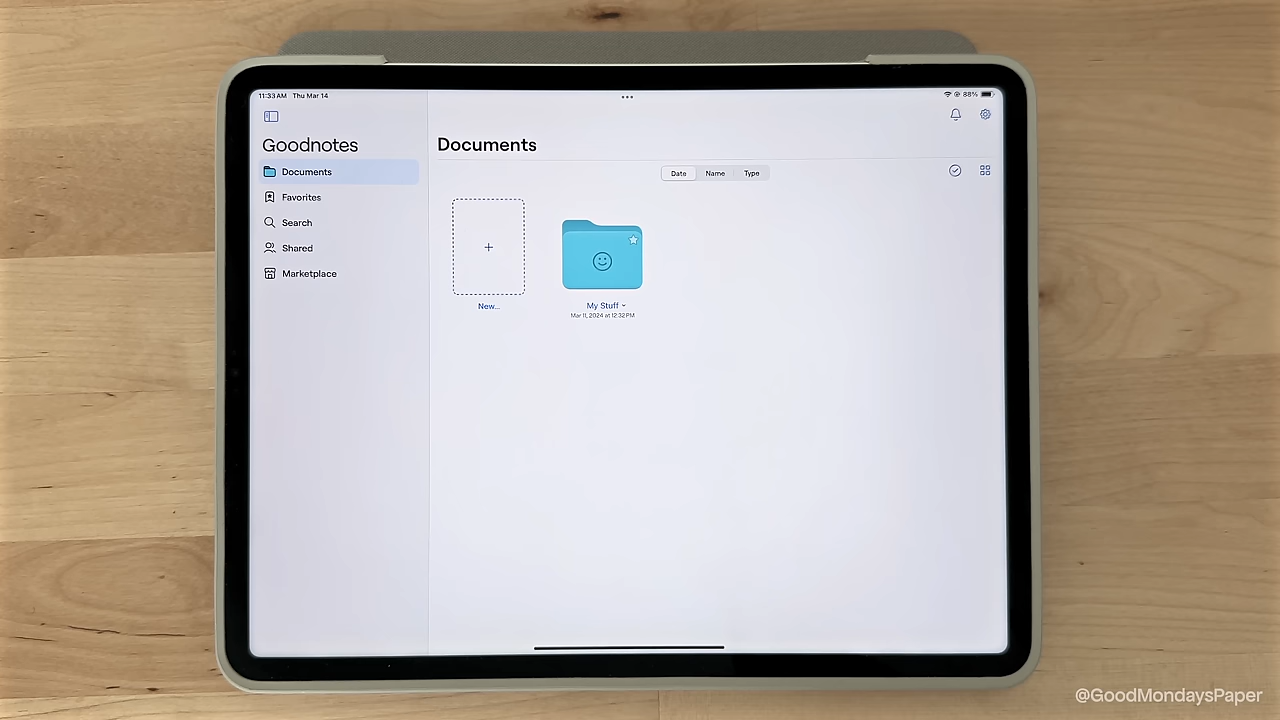 11:33 AM Thu Mar 14
88%
Goodnotes
Documents
Favorites
Search
Shared
Marketplace
Documents
Date Name Type
New...
My Stuff
Mar 11, 2024 at 12:32 PM
@GoodMondaysPaper